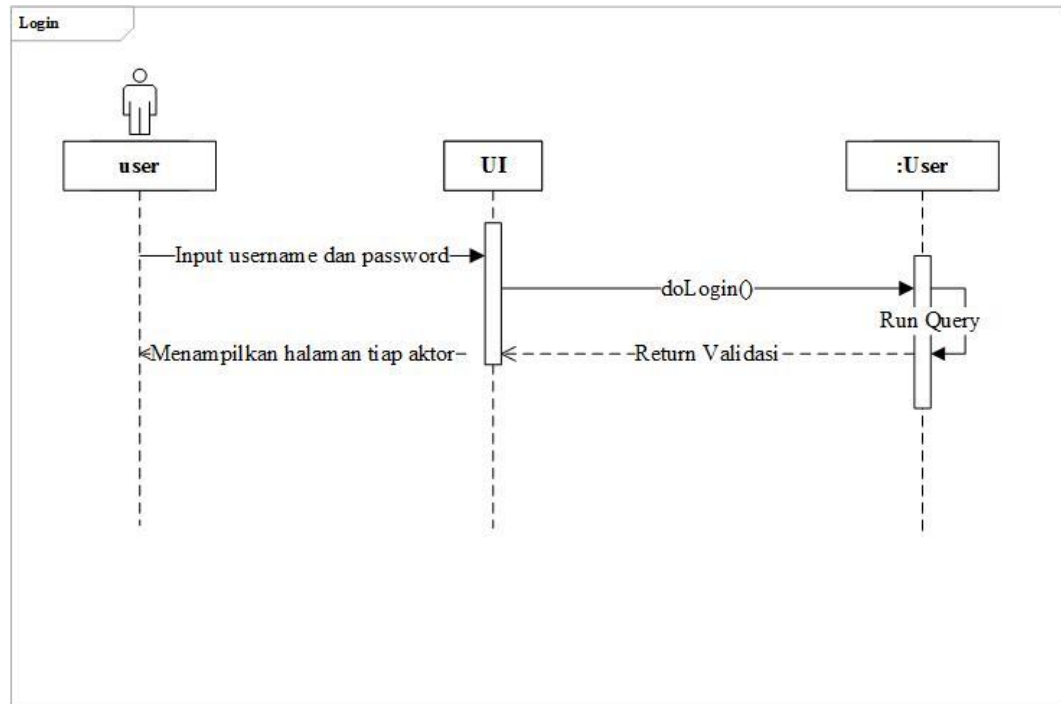 Login
user
UI
:User
Input username dan password
doLogin()
Run Query
Menampilkan halaman tiap aktor
Return Validasi